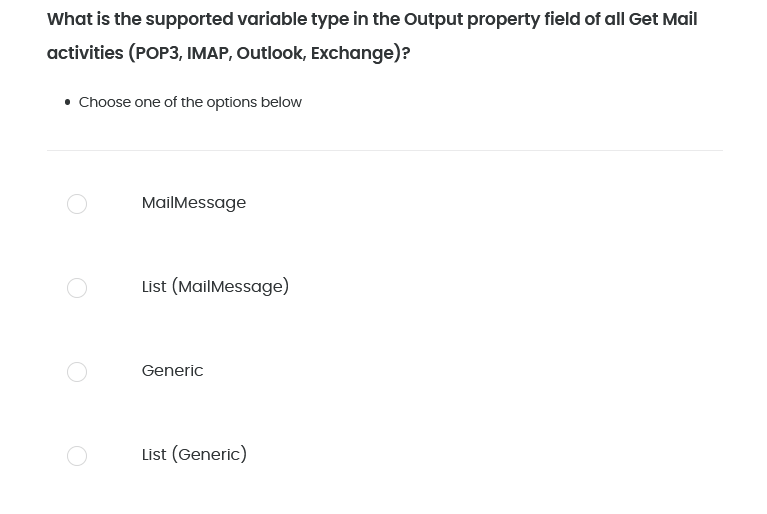 What is the supported variable type in the Output property field of all Get Mail
activities (POP3, IMAP, Outlook, Exchange)?
• Choose one of the options below
MailMessage
List (MailMessage)
Generic
List (Generic)